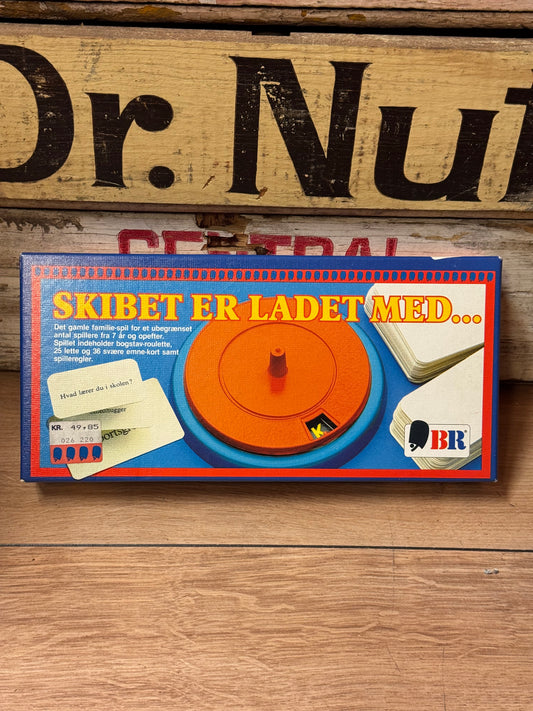 Dr. Nut
CENTRAL
SKIBET ER LADET MED...
Det gamle familie-spil for et ubegrænset
antal spillere fra 7 år og opefter.
Spillet indeholder bogstav-roulette,
25 lette og 36 svære emne-kort samt
spilleregler.
Hvad lærer du i skolen?
KR. 49,85
026 220
K
BR®